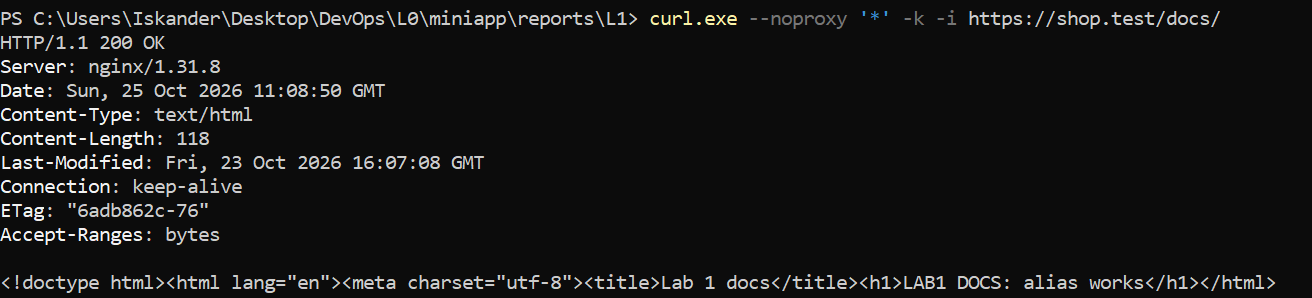 PS C:\Users\Iskander\Desktop\DevOps\L0\miniapp\reports\L1> curl.exe --noproxy '*' -k -i https://shop.test/docs/
HTTP/1.1 200 OK
Server: nginx/1.31.8
Date: Sun, 25 Oct 2026 11:08:50 GMT
Content-Type: text/html
Content-Length: 118
Last-Modified: Fri, 23 Oct 2026 16:07:08 GMT
Connection: keep-alive
ETag: "6adb862c-76"
Accept-Ranges: bytes

<!doctype html><html lang="en"><meta charset="utf-8"><title>Lab 1 docs</title><h1>LAB1 DOCS: alias works</h1></html>